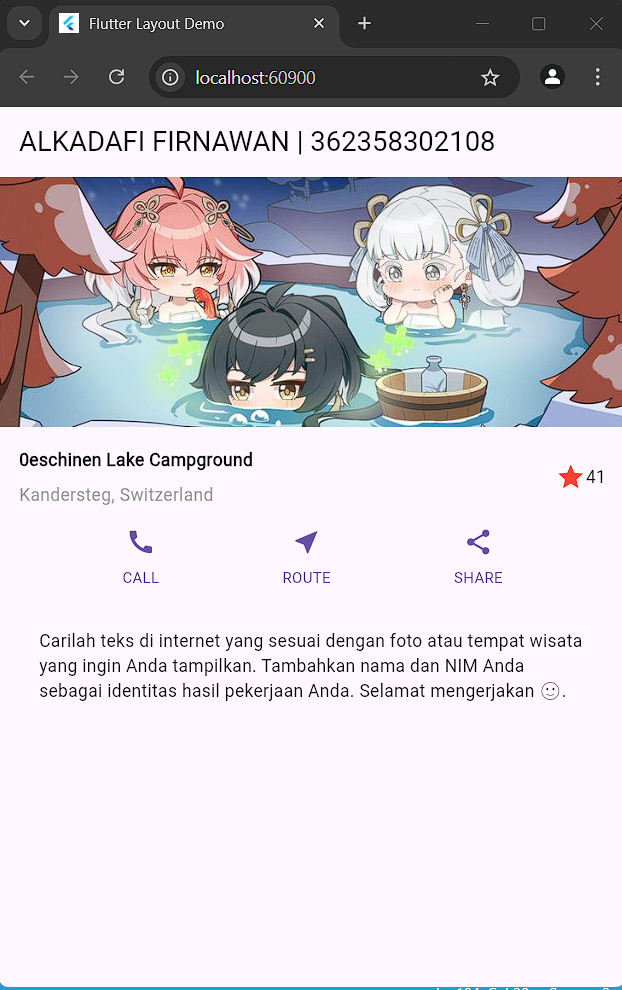 Flutter Layout Demo
localhost:60900
ALKADAFI FIRNAWAN | 362358302108
0eschinen Lake Campground
41
Kandersteg, Switzerland
CALL ROUTE SHARE
Carilah teks di internet yang sesuai dengan foto atau tempat wisata
yang ingin Anda tampilkan. Tambahkan nama dan NIM Anda
sebagai identitas hasil pekerjaan Anda. Selamat mengerjakan 🙂.